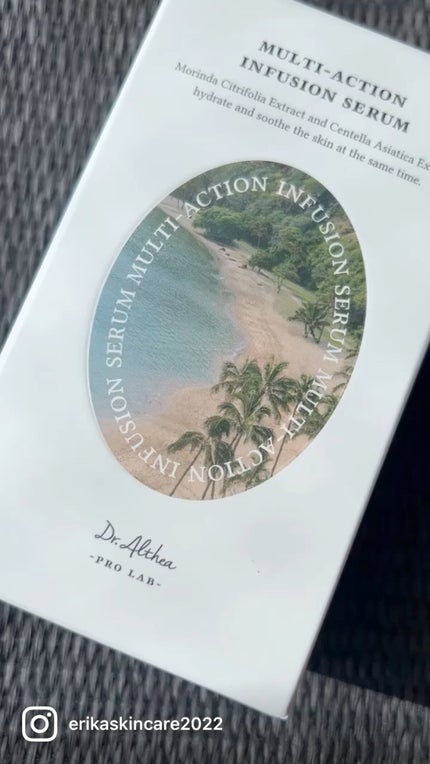 MULTI-ACTION
INFUSION SERUM
Morinda Citrifolia Extract and Centella Asiatica Ex
hydrate and soothe the skin at the same time.
MULTI-ACTION INFUSION SERUM MULTI-ACTION INFUSION SERUM
Dr.Althea
-PRO LAB-
erikaskincare2022